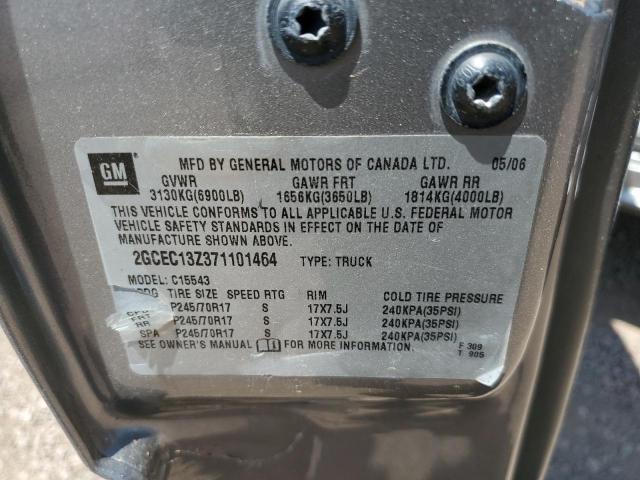 GM
MFD BY GENERAL MOTORS OF CANADA LTD. 05/06
GVWR GAWR FRT GAWR RR
3130KG(6900LB) 1656KG(3650LB) 1814KG(4000LB)
THIS VEHICLE CONFORMS TO ALL APPLICABLE U.S. FEDERAL MOTOR
VEHICLE SAFETY STANDARDS IN EFFECT ON THE DATE OF
MANUFACTURE SHOWN ABOVE.
2GCEC13Z371101464 TYPE: TRUCK
MODEL: C15543
TIRE SIZE SPEED RTG RIM COLD TIRE PRESSURE
FRT P245/70R17 S 17X7.5J 240KPA(35PSI)
RR P245/70R17 S 17X7.5J 240KPA(35PSI)
SPA P245/70R17 S 17X7.5J 240KPA(35PSI)
SEE OWNER'S MANUAL FOR MORE INFORMATION. F 309
T 905